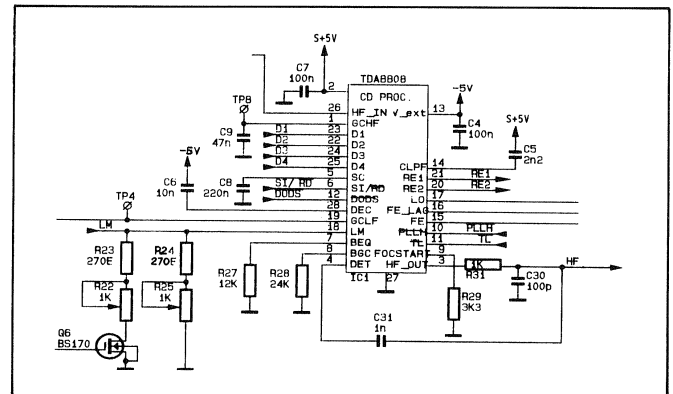 S+5V
C7
100n
2
TDA8808
CD PROC.
-5V
TP8
26 HF_IN v_ext 13
1 GCHF
C4
100n
S+5V
C9
47n
D1 23 D1
D2 22 D2
D3 24 D3
D4 25 D4
CLPF 14
C5
2n2
RE1 21 RE1
RE2 20 RE2
-5V
C6
10n
C8
220n
5 SC
SI/RD 6 SI/RD
DODS 12 DODS
28 DEC
19 GCLF
18 LM
7 BEQ
8 BGC
4 DET
LO 17
FE_LAG 16
FE 15
PLLH 10 PLLH
TL 11 TL
FOCSTART 9
HF_OUT 3
IC1
27
TP4
LM
R23
270E
R24
270E
R22
1K
R25
1K
R27
12K
R28
24K
1K
R31
HF
C30
100p
R29
3K3
C31
1n
Q6
BS170